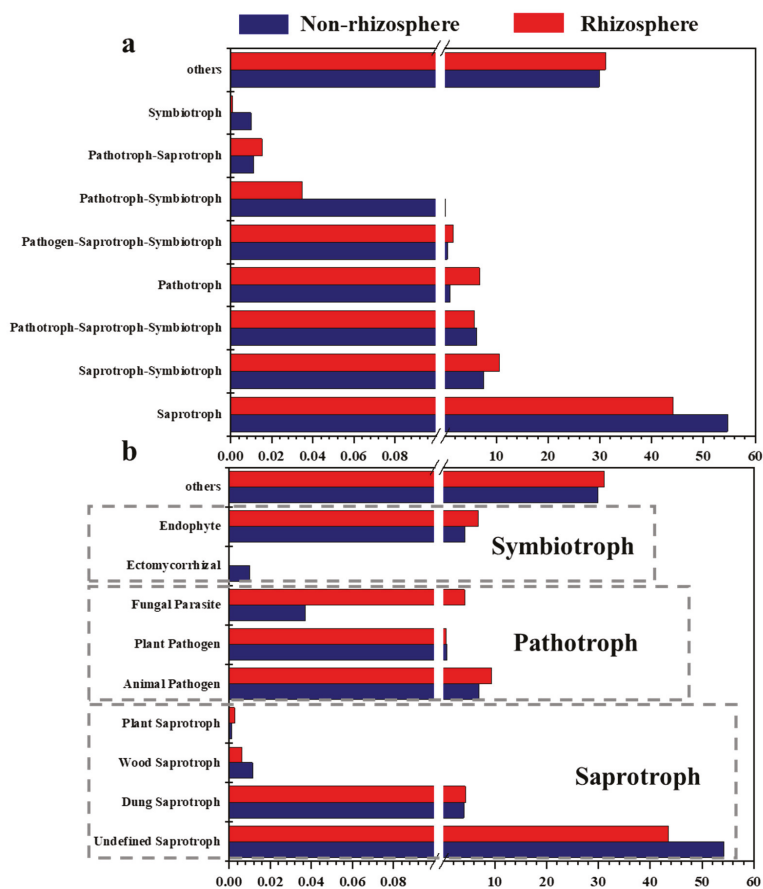 Non-rhizosphere Rhizosphere
a
others
Symbiotroph
Pathotroph-Saprotroph
Pathotroph-Symbiotroph
Pathogen-Saprotroph-Symbiotroph
Pathotroph
Pathotroph-Saprotroph-Symbiotroph
Saprotroph-Symbiotroph
Saprotroph
0.00 0.02 0.04 0.06 0.08 10 20 30 40 50 60
b
others
Endophyte
Symbiotroph
Ectomycorrhizal
Fungal Parasite
Plant Pathogen
Pathotroph
Animal Pathogen
Plant Saprotroph
Wood Saprotroph
Saprotroph
Dung Saprotroph
Undefined Saprotroph
0.00 0.02 0.04 0.06 0.08 10 20 30 40 50 60